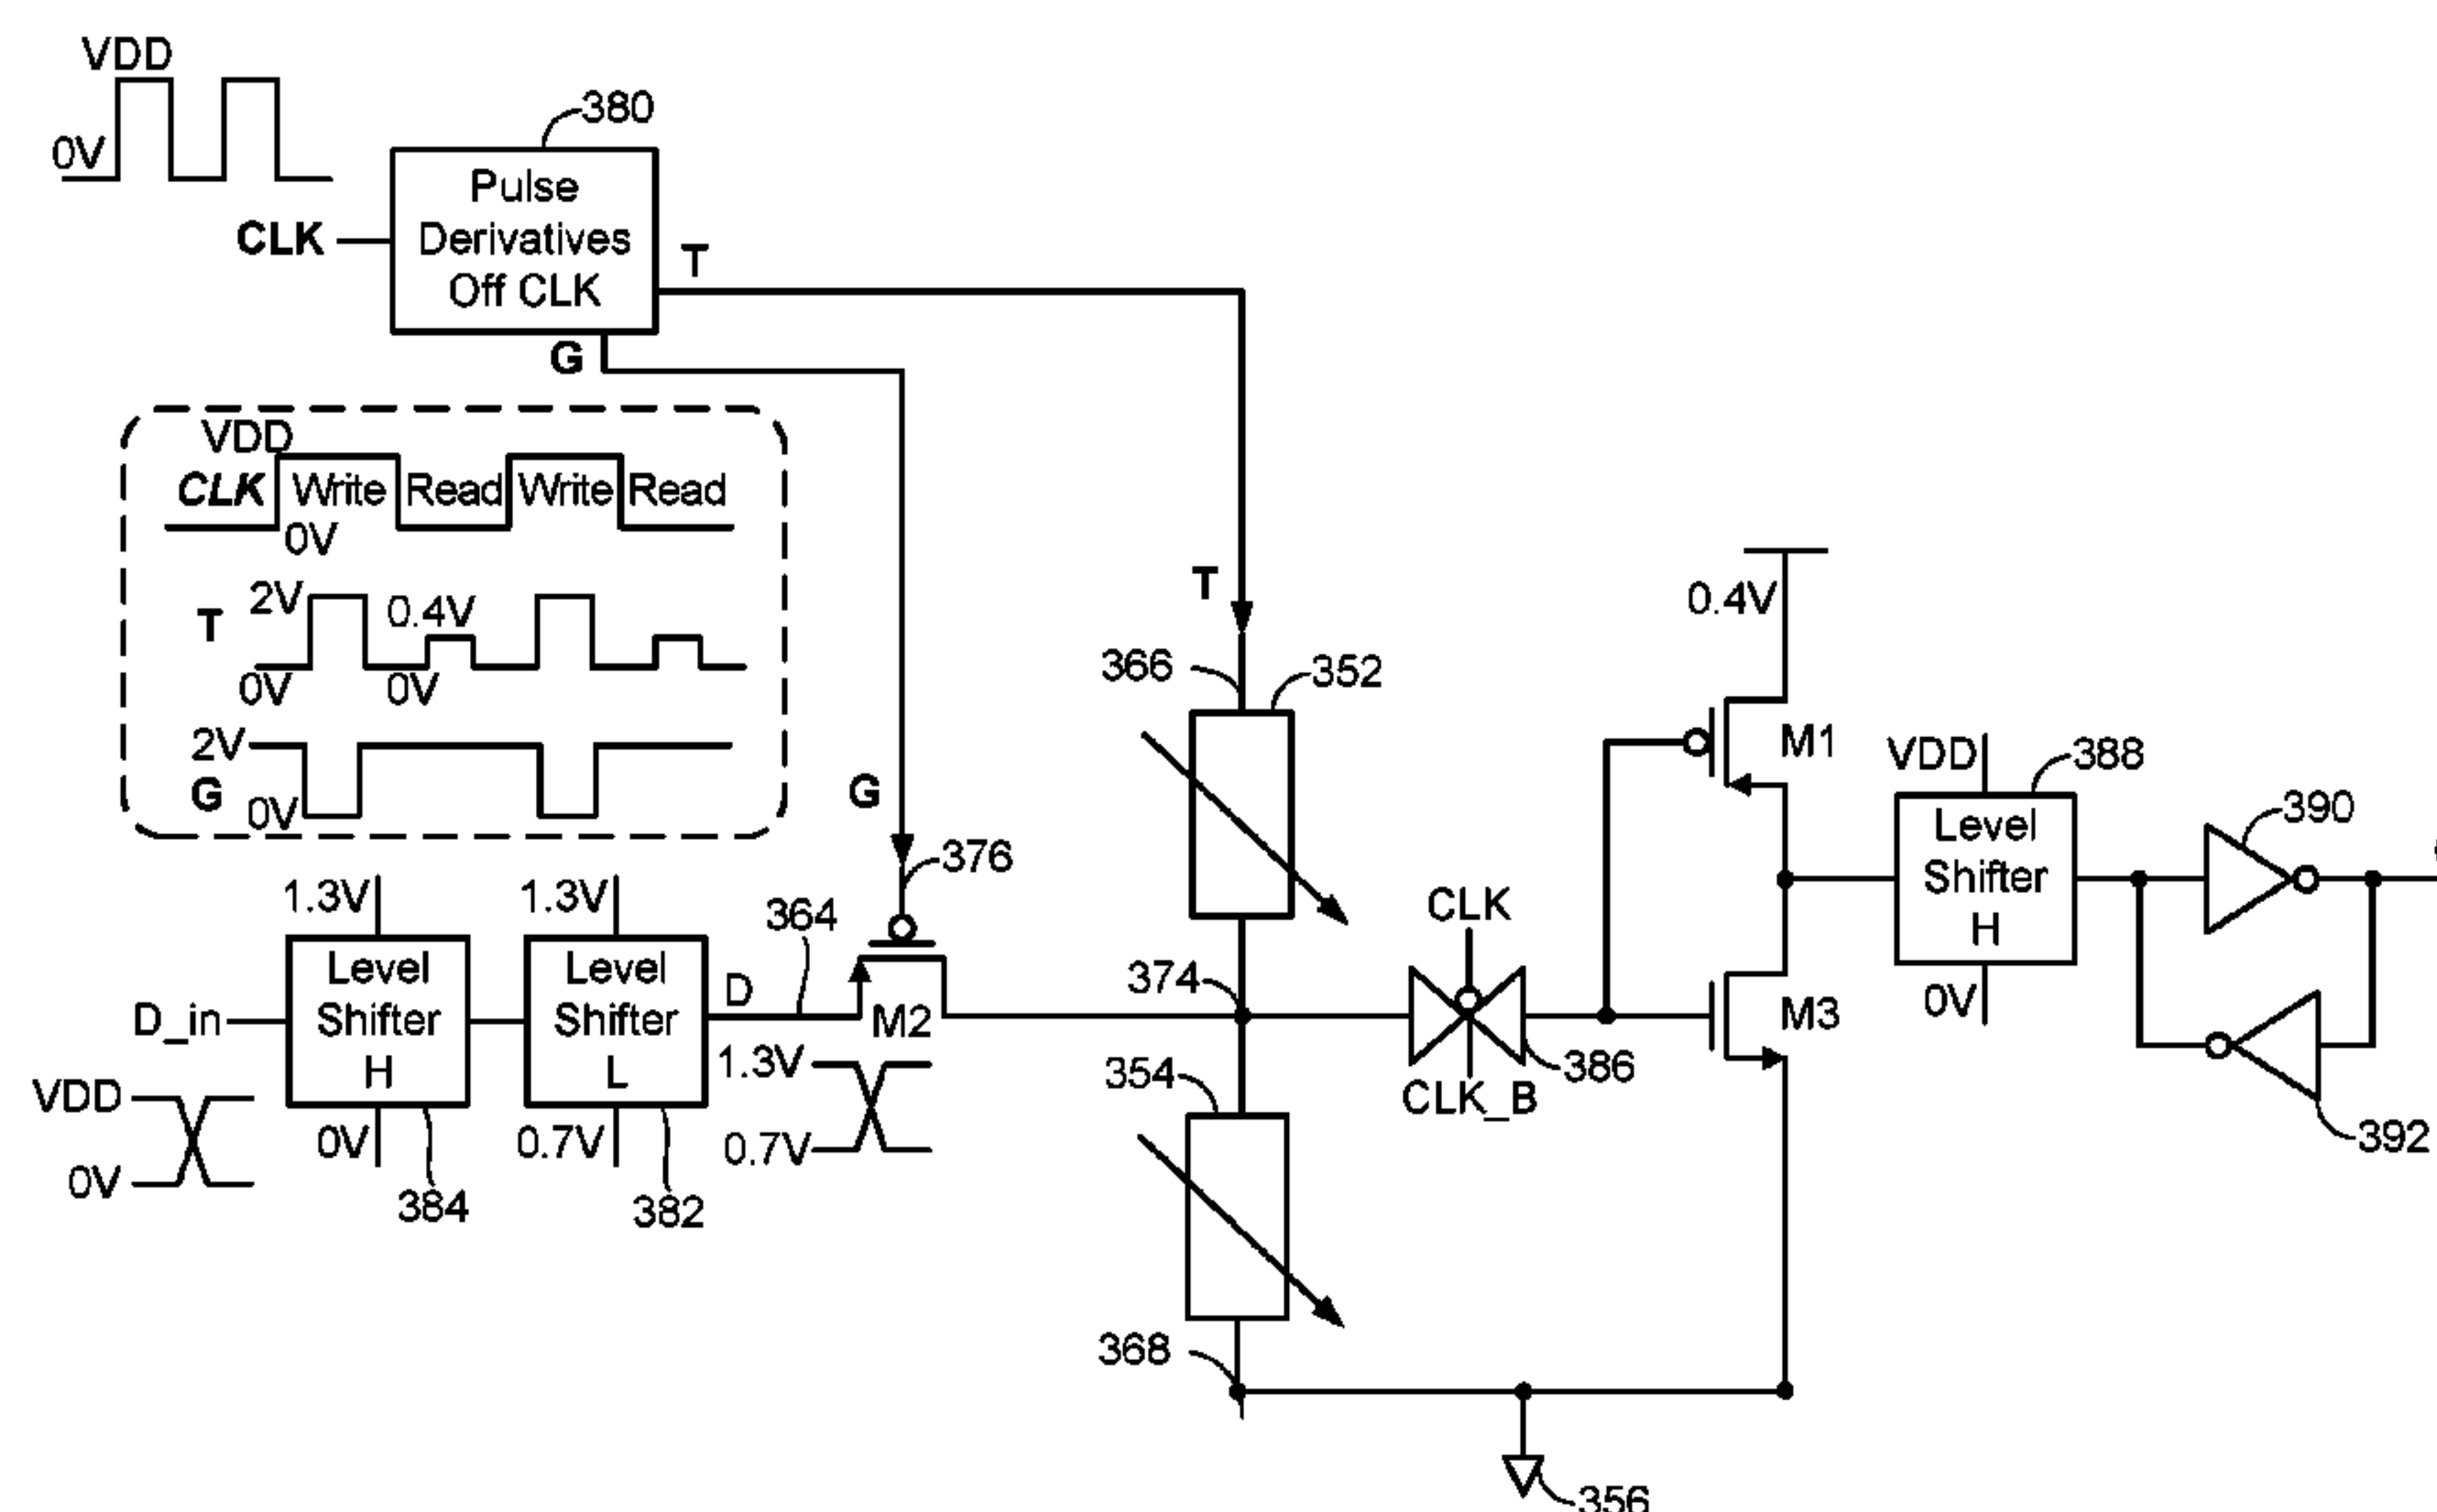 VDD
0V
380
Pulse
Derivatives
Off CLK
CLK
T
G
VDD
CLK Write Read Write Read
0V
2V
0.4V
T
0V
0V
2V
G
0V
T
366
352
G
376
0.4V
M1
VDD
388
Level
Shifter
H
0V
390
392
1.3V
1.3V
364
Level
Shifter
H
Level
Shifter
L
D_in
D
M2
374
CLK
386
CLK_B
M3
VDD
0V
0V
384
0.7V
382
1.3V
0.7V
354
368
356